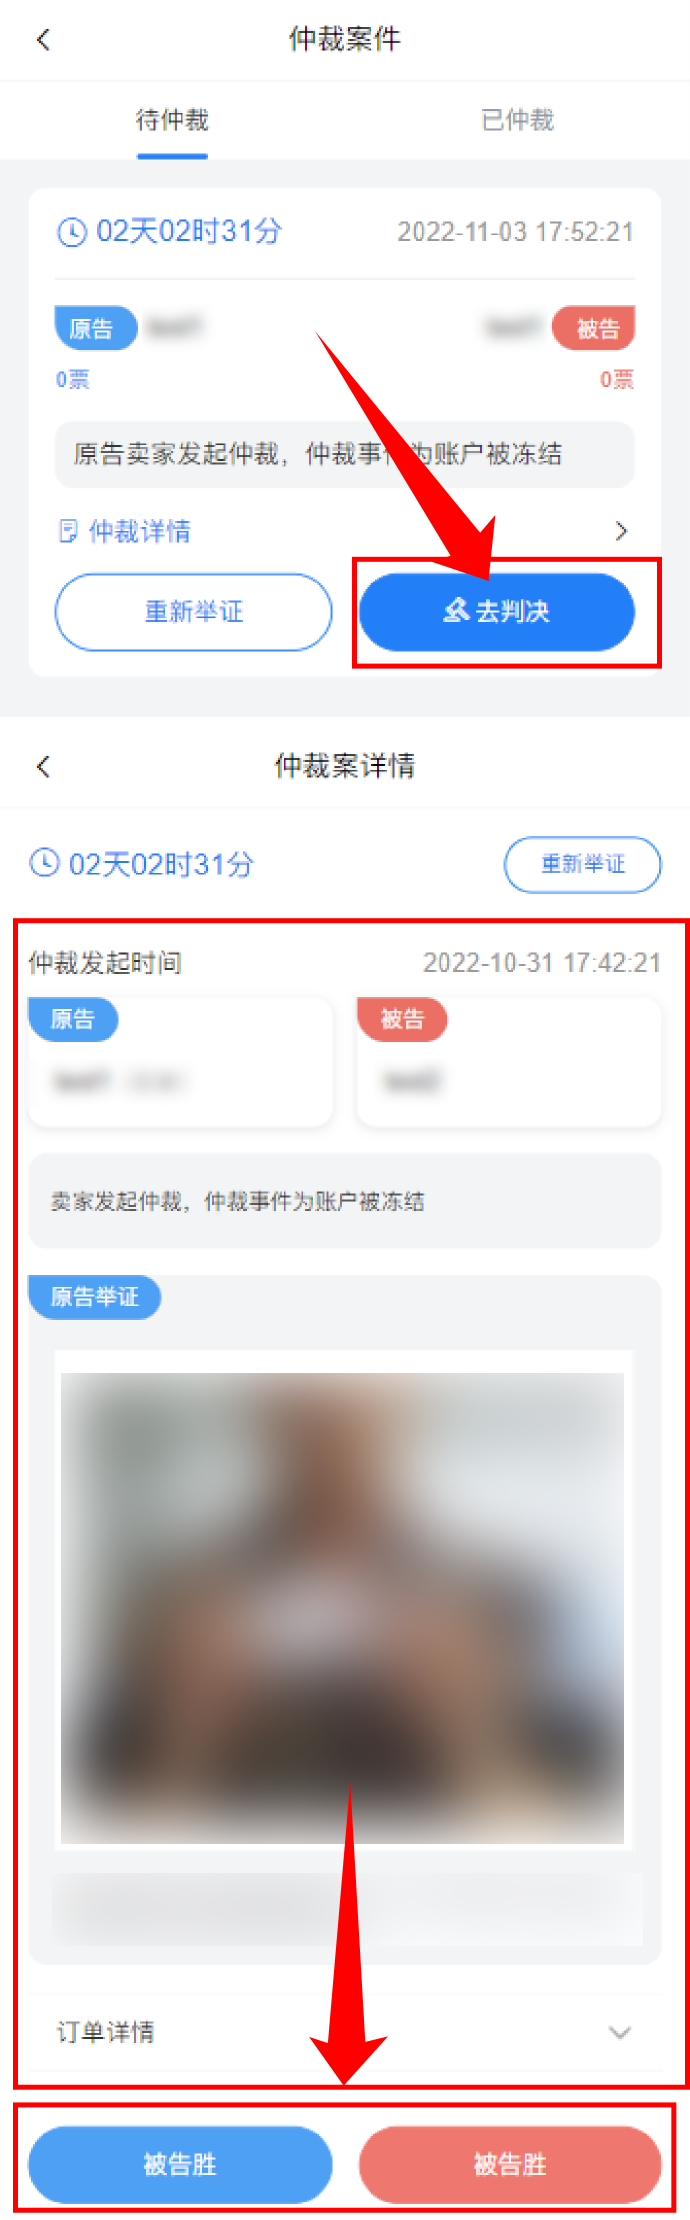 仲裁案件
待仲裁 已仲裁
02天02时31分 2022-11-03 17:52:21
原告 被告
0票 0票
原告卖家发起仲裁，仲裁事件为账户被冻结
仲裁详情
重新举证 去判决
仲裁案详情
02天02时31分 重新举证
仲裁发起时间 2022-10-31 17:42:21
原告 被告
卖家发起仲裁，仲裁事件为账户被冻结
原告举证
订单详情
被告胜 被告胜